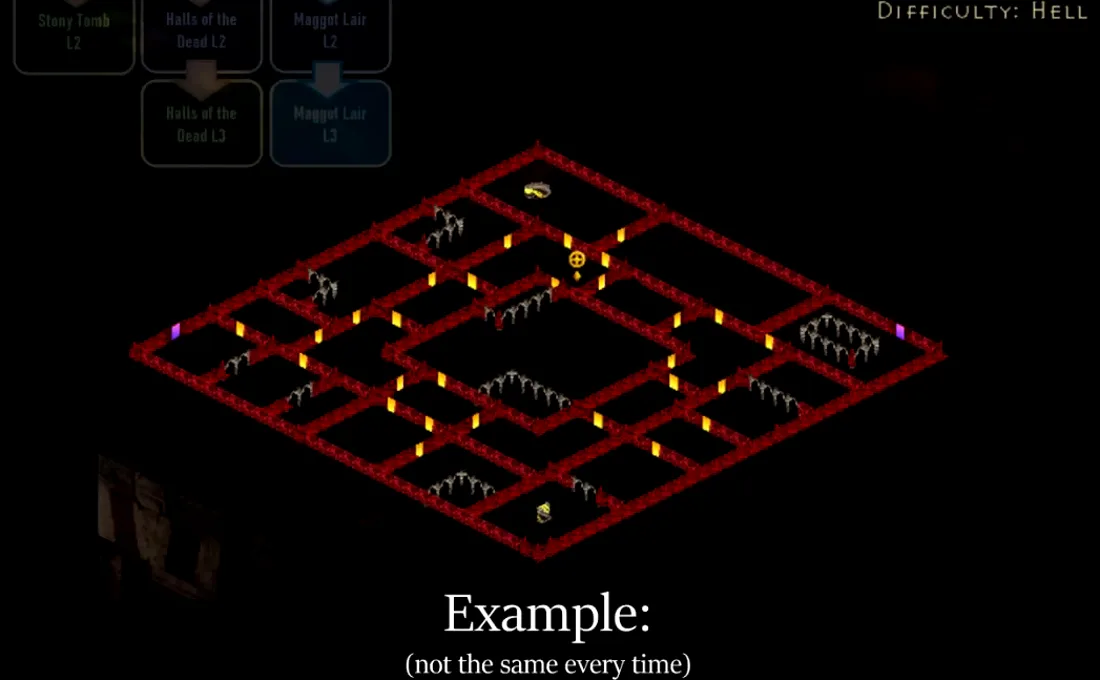 DIFFICULTY: HELL
Stony Tomb
L2
Halls of the
Dead L2
Maggot Lair
L2
Halls of the
Dead L3
Maggot Lair
L3
Example:
(not the same every time)